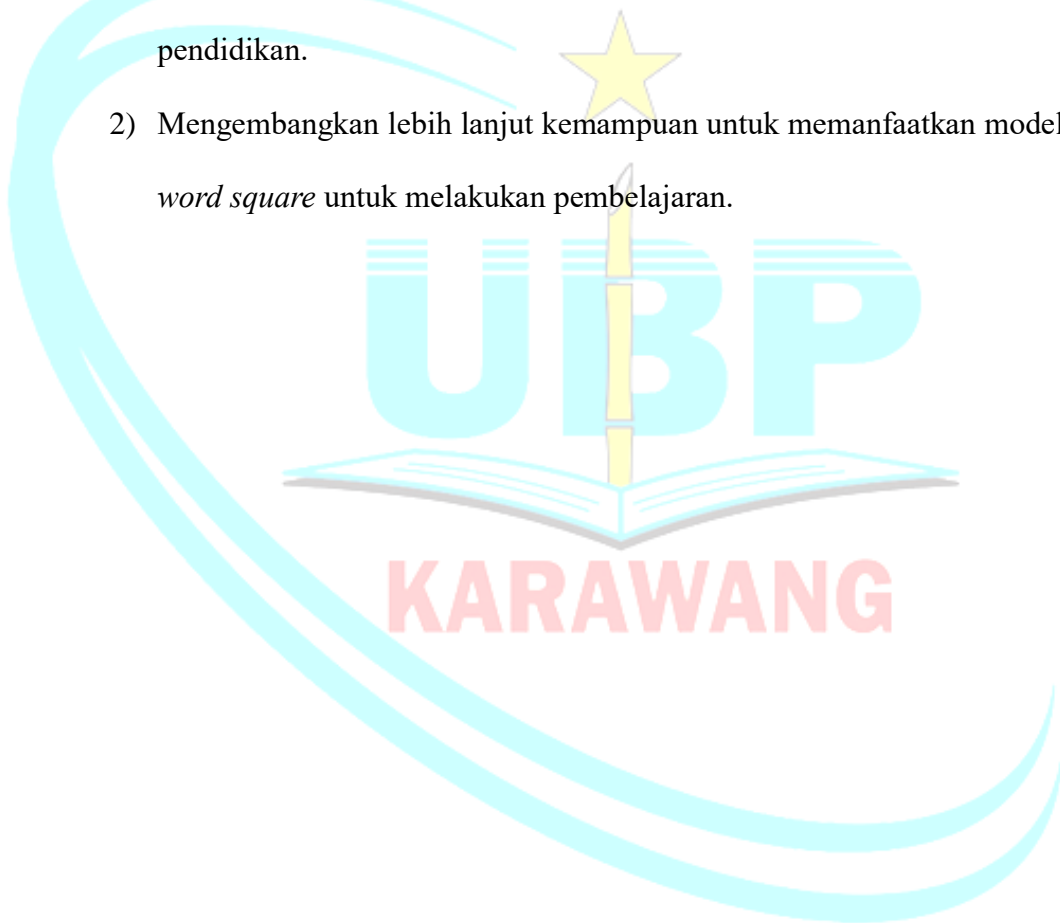 pendidikan.
2) Mengembangkan lebih lanjut kemampuan untuk memanfaatkan model
word square untuk melakukan pembelajaran.
UBP
KARAWANG